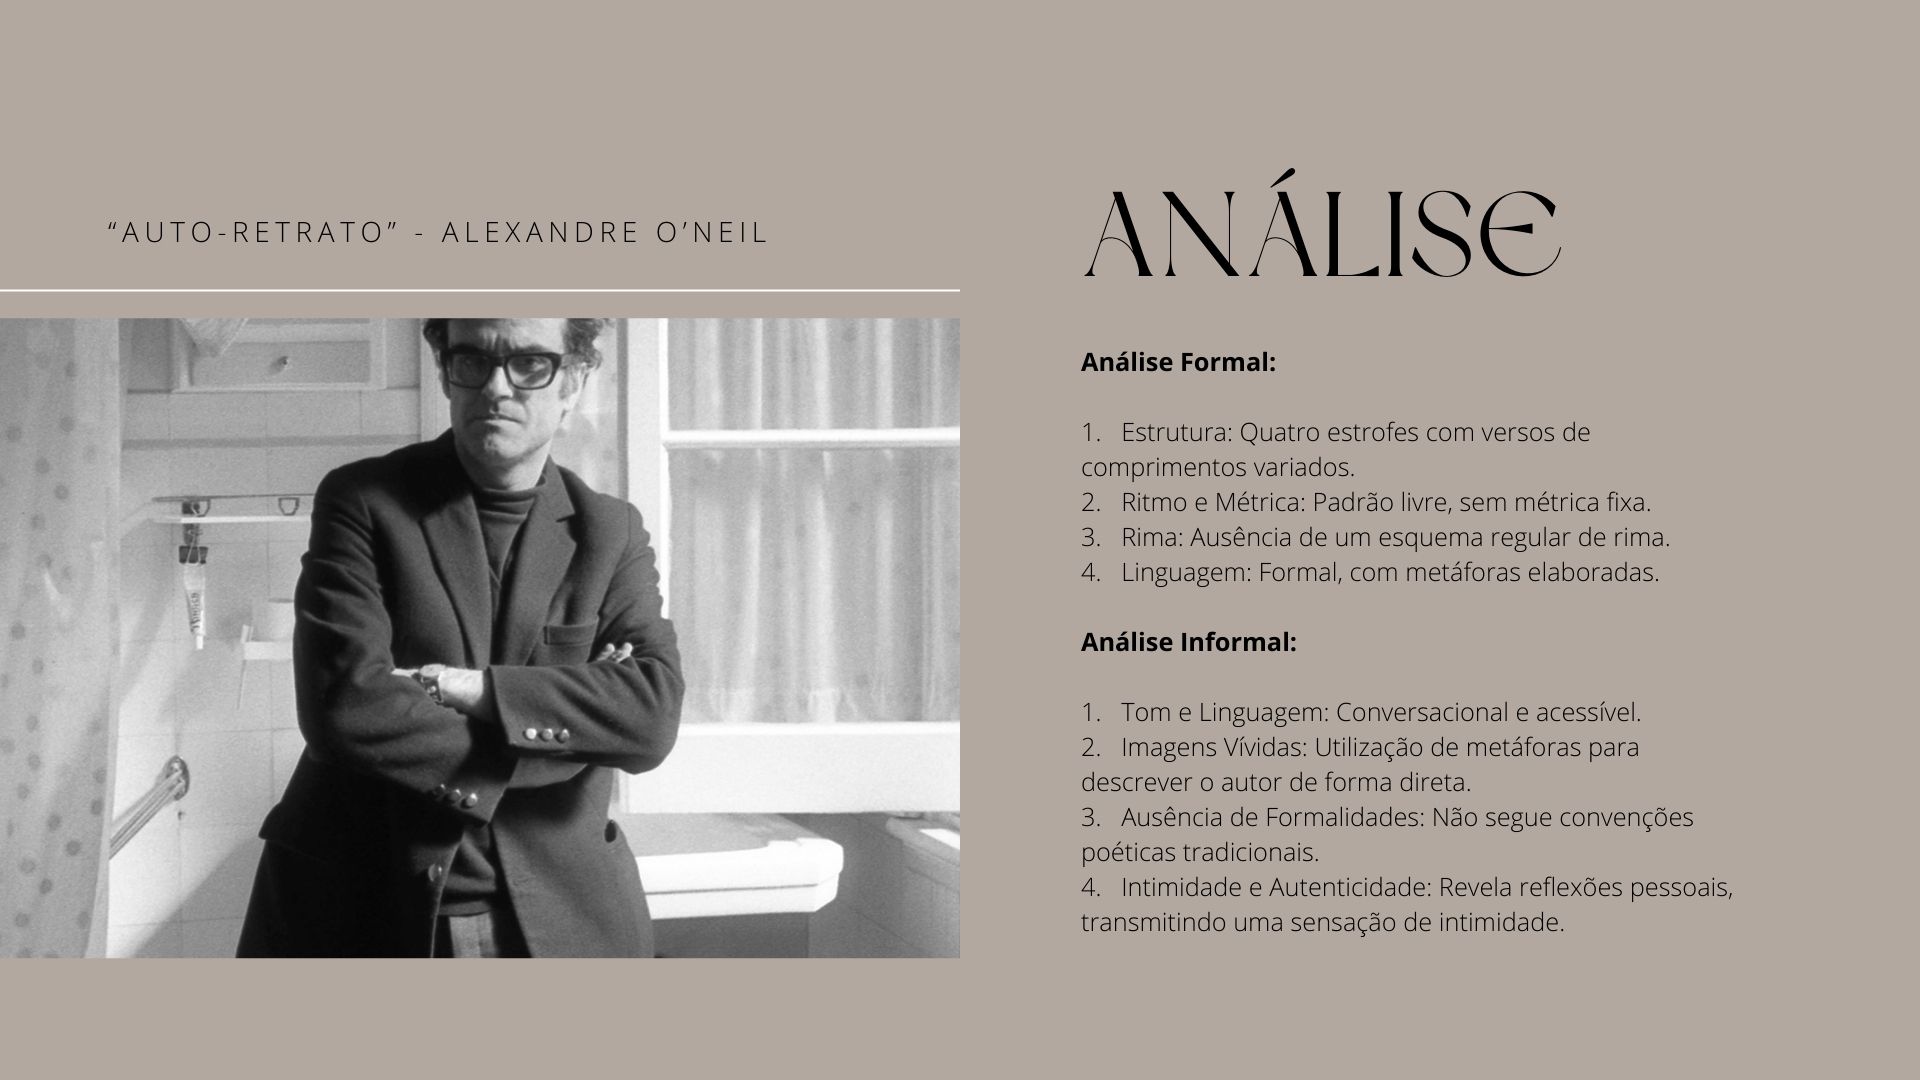 “AUTO-RETRATO” - ALEXANDRE O’NEIL
ANÁLISE
Análise Formal:
1. Estrutura: Quatro estrofes com versos de
comprimentos variados.
2. Ritmo e Métrica: Padrão livre, sem métrica fixa.
3. Rima: Ausência de um esquema regular de rima.
4. Linguagem: Formal, com metáforas elaboradas.
Análise Informal:
1. Tom e Linguagem: Conversacional e acessível.
2. Imagens Vívidas: Utilização de metáforas para
descrever o autor de forma direta.
3. Ausência de Formalidades: Não segue convenções
poéticas tradicionais.
4. Intimidade e Autenticidade: Revela reflexões pessoais,
transmitindo uma sensação de intimidade.